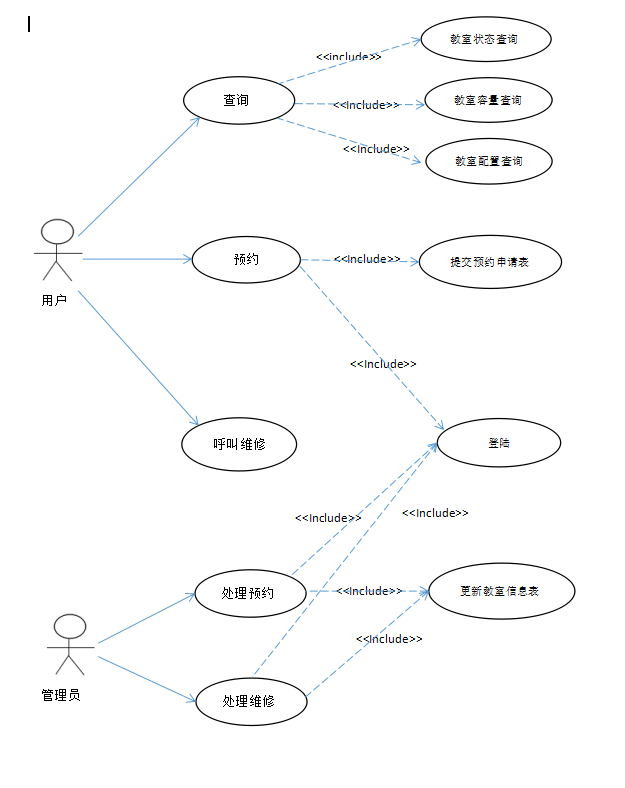 教室状态查询
<<include>>
查询
教室容量查询
<<Include>>
<<Include>>
教室配置查询
预约
<<Include>>
提交预约申请表
用户
<<Include>>
呼叫维修
登陆
<<Include>>
<<Include>>
处理预约
<<Include>>
更新教室信息表
<<Include>>
管理员
处理维修